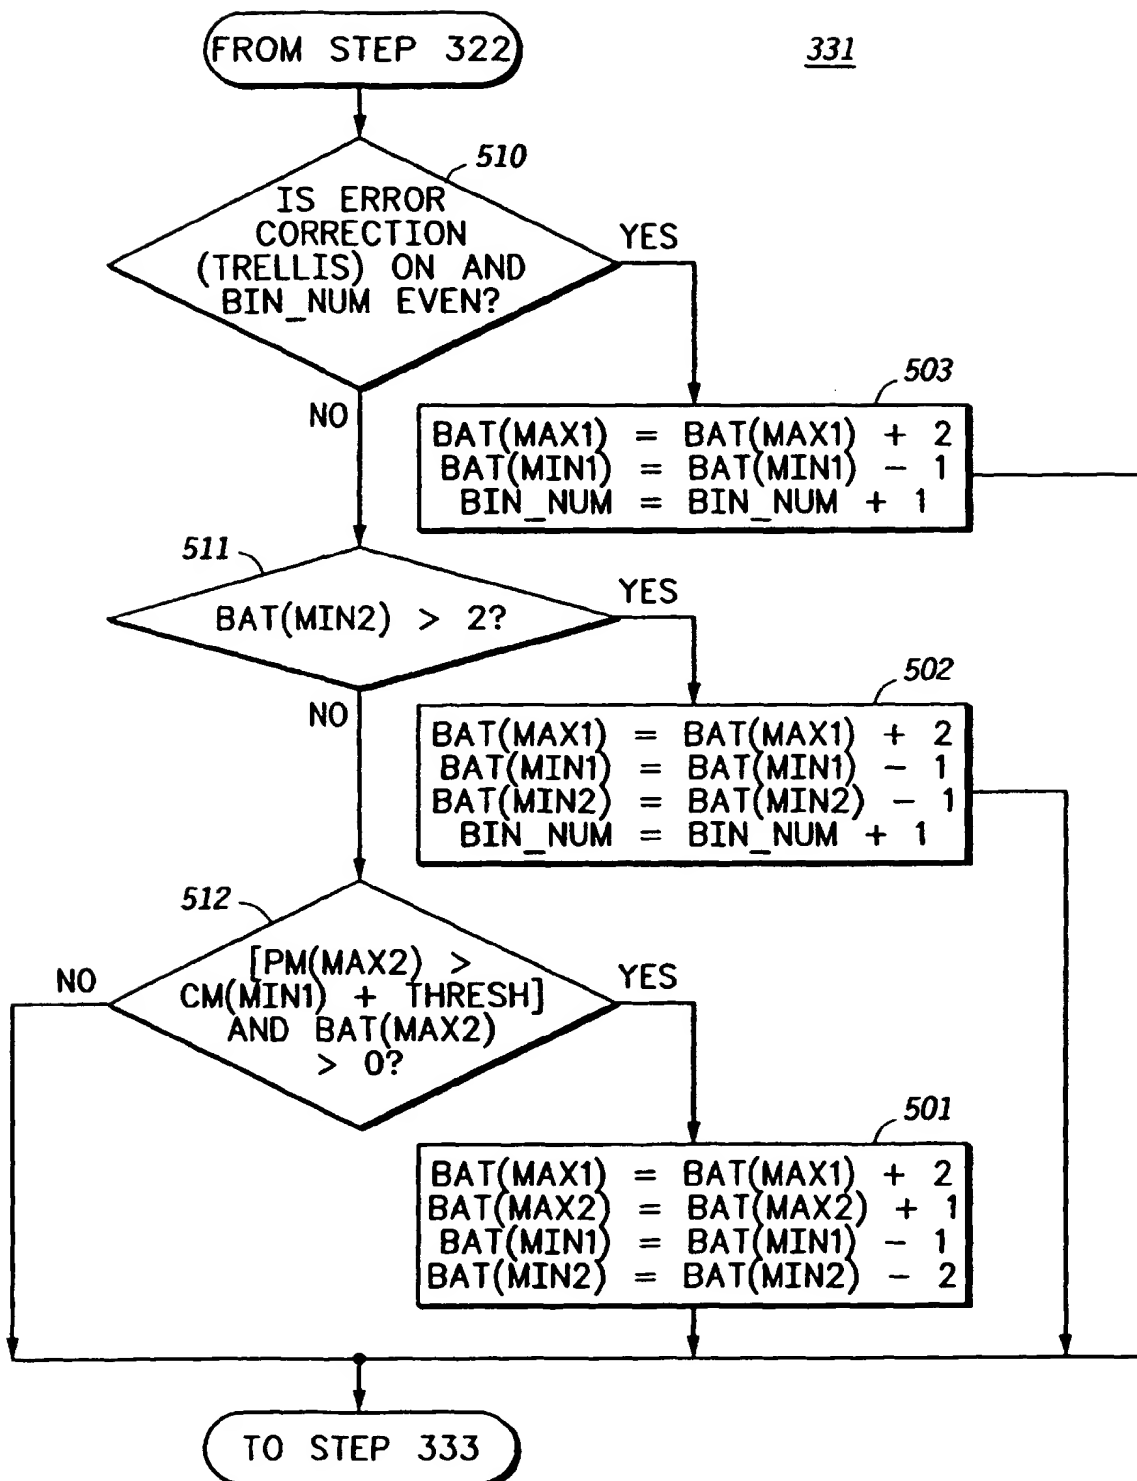 FROM STEP 322
331
510
IS ERROR
CORRECTION
(TRELLIS) ON AND
BIN_NUM EVEN?
YES
NO
503
BAT(MAX1) = BAT(MAX1) + 2
BAT(MIN1) = BAT(MIN1) - 1
BIN_NUM = BIN_NUM + 1
511
BAT(MIN2) > 2?
YES
NO
502
BAT(MAX1) = BAT(MAX1) + 2
BAT(MIN1) = BAT(MIN1) - 1
BAT(MIN2) = BAT(MIN2) - 1
BIN_NUM = BIN_NUM + 1
512
[PM(MAX2) >
CM(MIN1) + THRESH]
AND BAT(MAX2)
> 0?
NO
YES
501
BAT(MAX1) = BAT(MAX1) + 2
BAT(MAX2) = BAT(MAX2) + 1
BAT(MIN1) = BAT(MIN1) - 1
BAT(MIN2) = BAT(MIN2) - 2
TO STEP 333